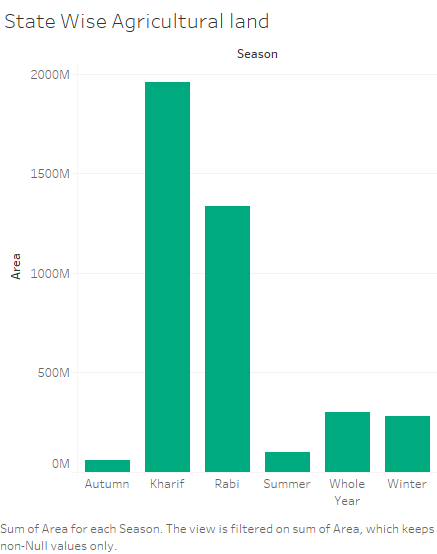 State Wise Agricultural land
Season
2000M
1500M
1000M
500M
0M
Area
Autumn Kharif Rabi Summer Whole Year Winter
Sum of Area for each Season. The view is filtered on sum of Area, which keeps
non-Null values only.